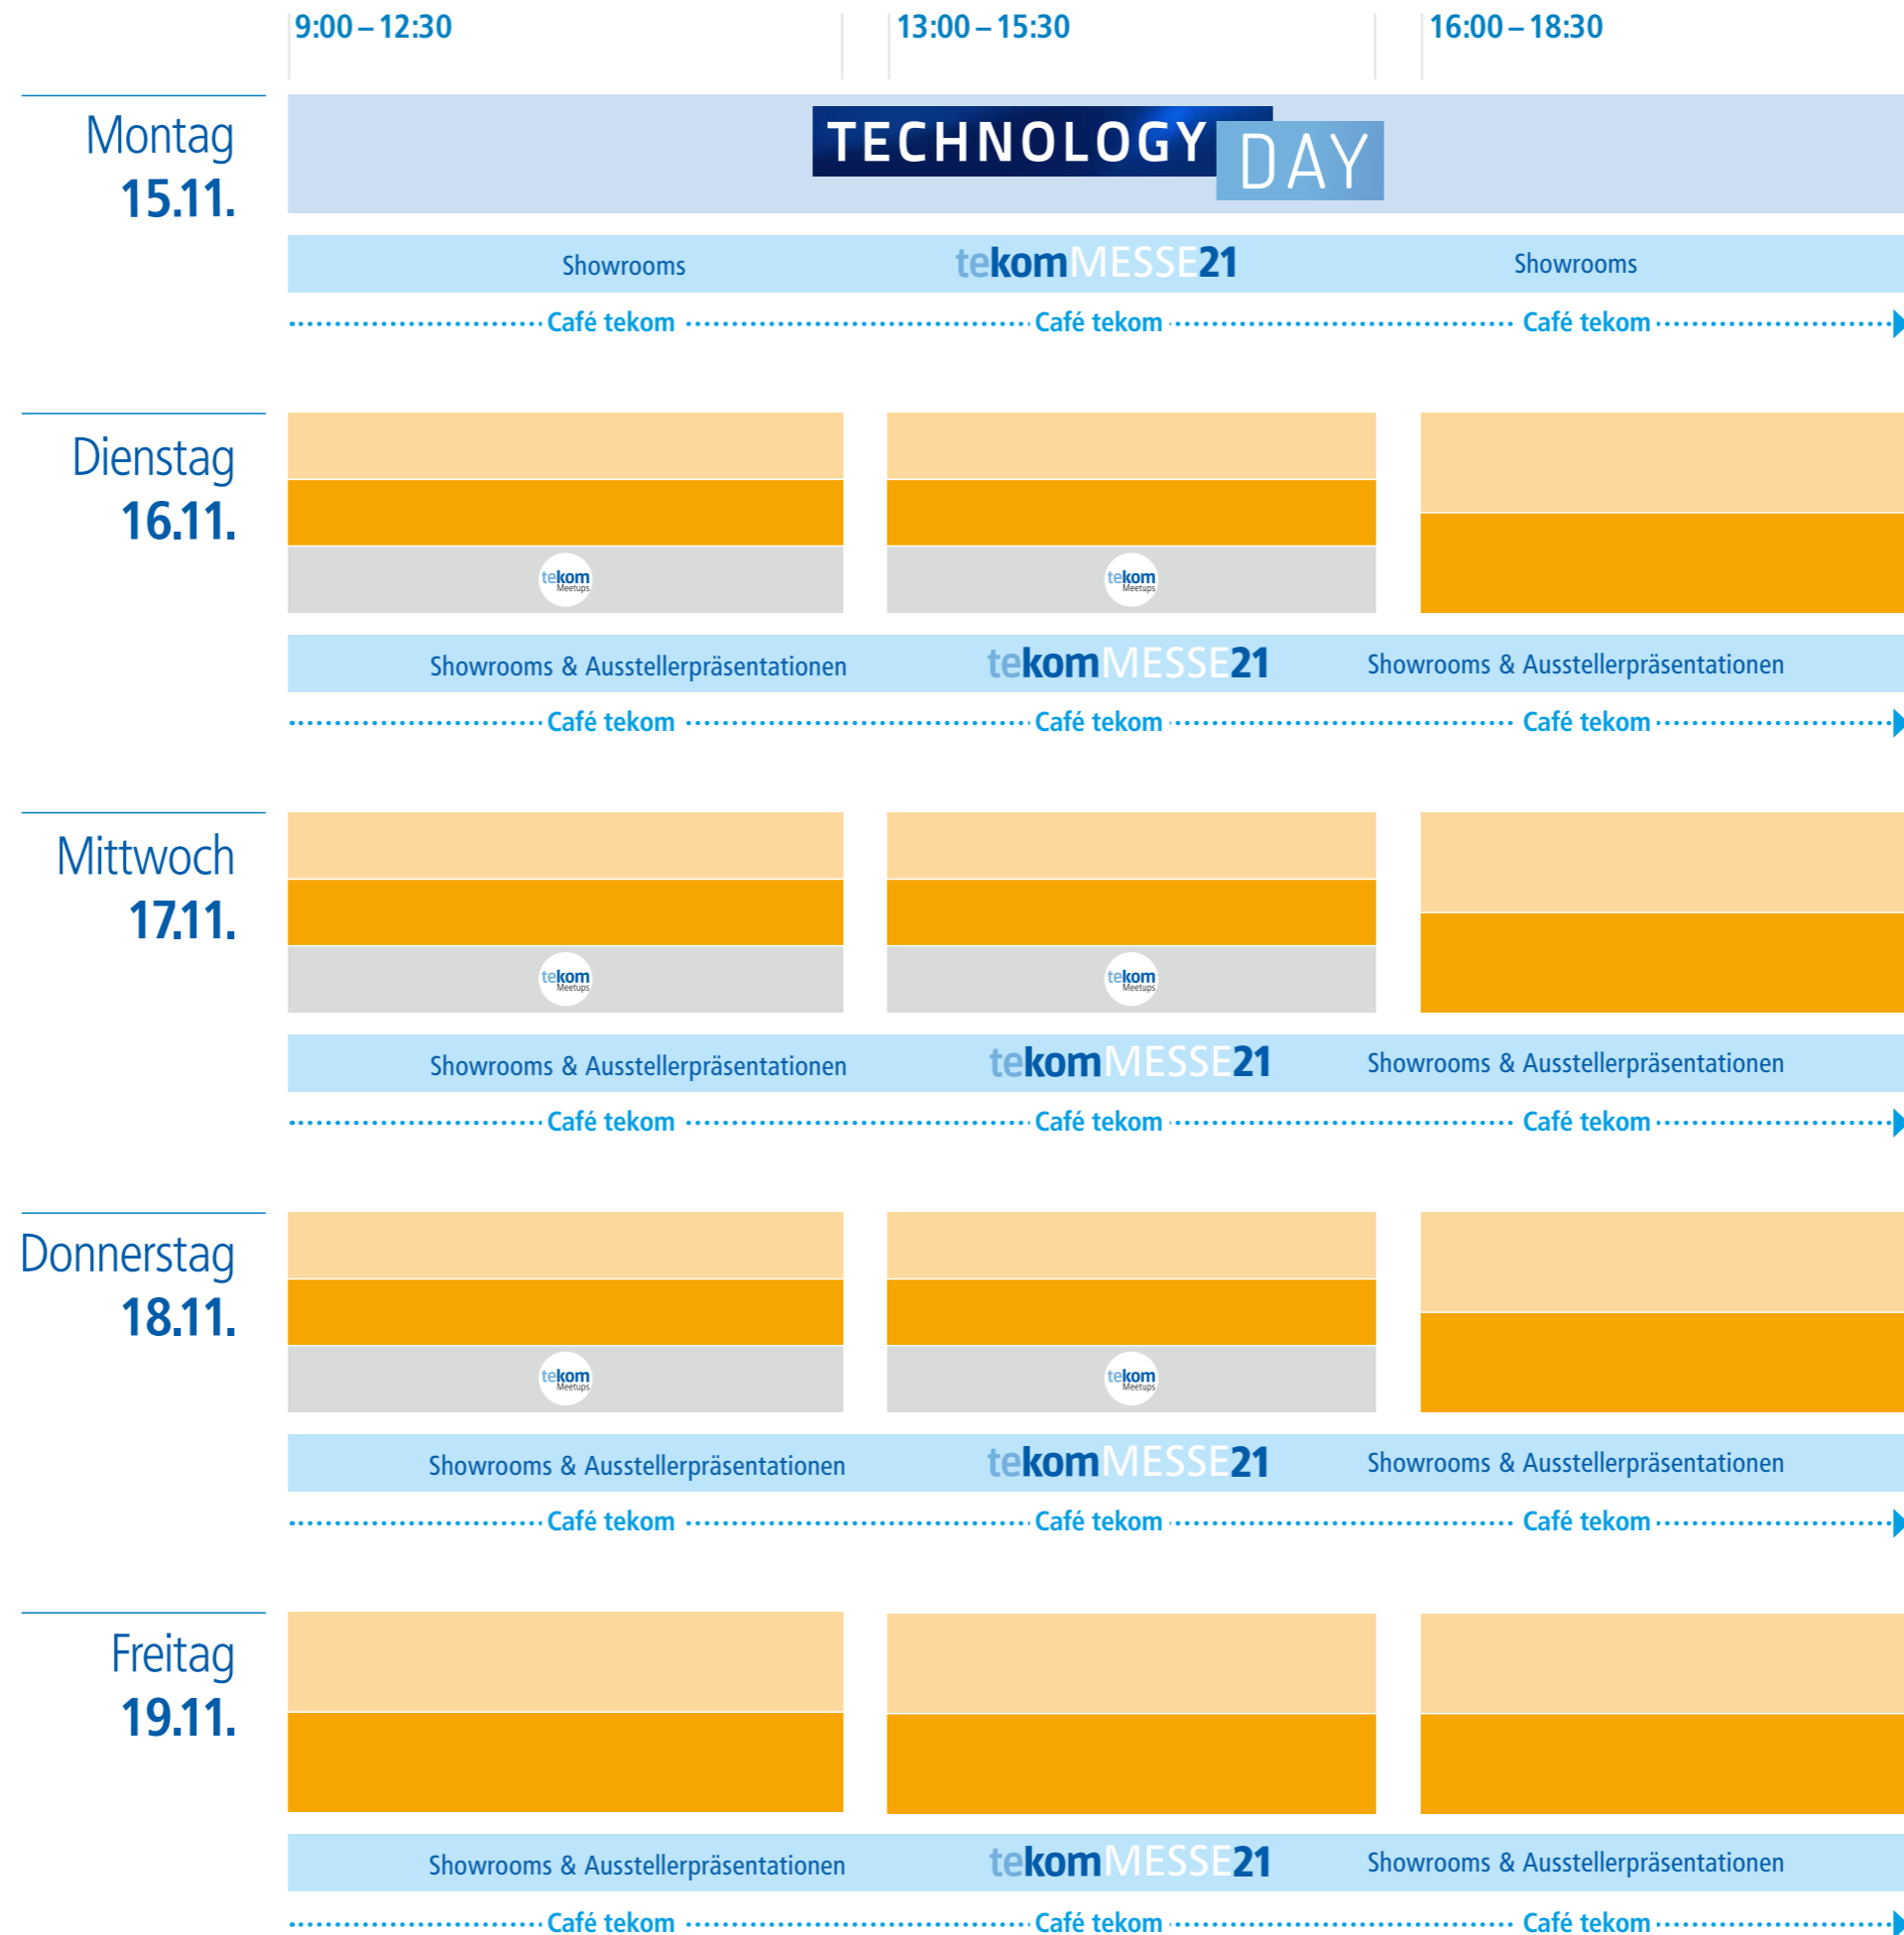 9:00 – 12:30 13:00 – 15:30 16:00 – 18:30
Montag
15.11.
TECHNOLOGY DAY
Showrooms tekomMESSE21 Showrooms
Café tekom Café tekom Café tekom
Dienstag
16.11.
tekom Meetups tekom Meetups
Showrooms & Ausstellerpräsentationen tekomMESSE21 Showrooms & Ausstellerpräsentationen
Café tekom Café tekom Café tekom
Mittwoch
17.11.
tekom Meetups tekom Meetups
Showrooms & Ausstellerpräsentationen tekomMESSE21 Showrooms & Ausstellerpräsentationen
Café tekom Café tekom Café tekom
Donnerstag
18.11.
tekom Meetups tekom Meetups
Showrooms & Ausstellerpräsentationen tekomMESSE21 Showrooms & Ausstellerpräsentationen
Café tekom Café tekom Café tekom
Freitag
19.11.
Showrooms & Ausstellerpräsentationen tekomMESSE21 Showrooms & Ausstellerpräsentationen
Café tekom Café tekom Café tekom